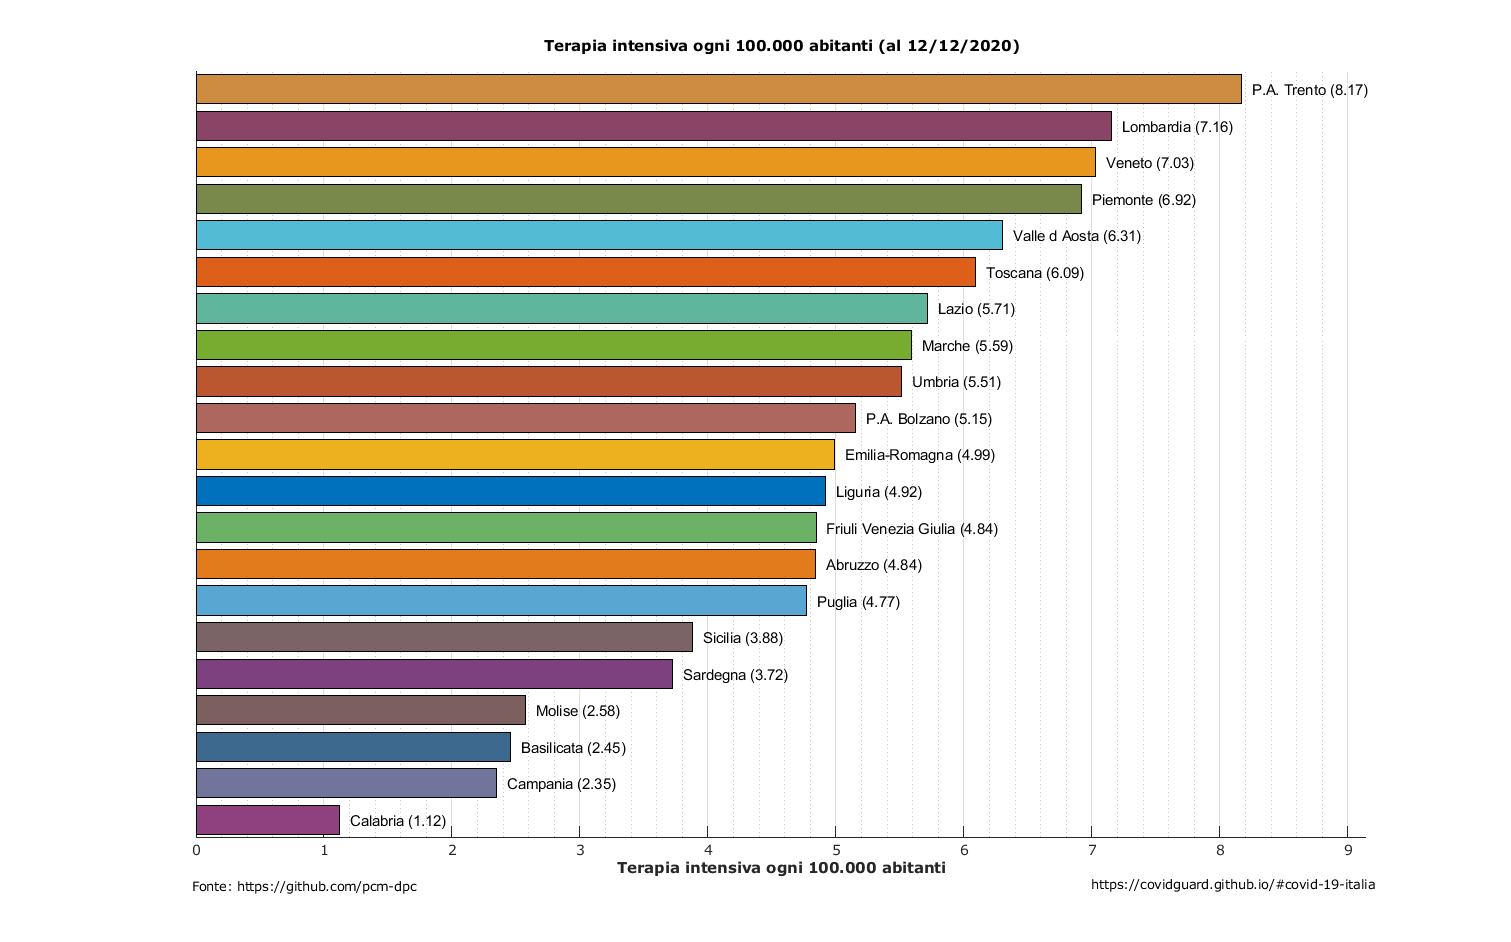 Terapia intensiva ogni 100.000 abitanti (al 12/12/2020)
P.A. Trento (8.17)
Lombardia (7.16)
Veneto (7.03)
Piemonte (6.92)
Valle d Aosta (6.31)
Toscana (6.09)
Lazio (5.71)
Marche (5.59)
Umbria (5.51)
P.A. Bolzano (5.15)
Emilia-Romagna (4.99)
Liguria (4.92)
Friuli Venezia Giulia (4.84)
Abruzzo (4.84)
Puglia (4.77)
Sicilia (3.88)
Sardegna (3.72)
Molise (2.58)
Basilicata (2.45)
Campania (2.35)
Calabria (1.12)
0 1 2 3 4 5 6 7 8 9
Terapia intensiva ogni 100.000 abitanti
Fonte: https://github.com/pcm-dpc
https://covidguard.github.io/#covid-19-italia